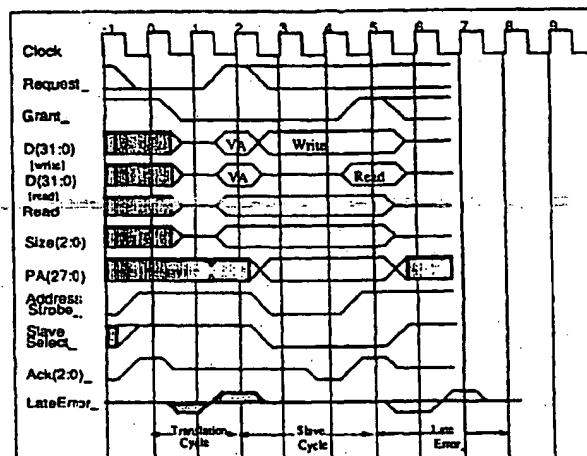 -1 0 1 2 3 4 5 6 7 8 9
Clock
Request_
Grant_
D(31:0) VA Write
[write]
D(31:0) VA Read
[read]
Read
Size(2:0)
PA(27:0)
Address
Strobe_
Slave
Select_
Ack(2:0)_
LateError_
Translation Slave Late
Cycle Cycle Error